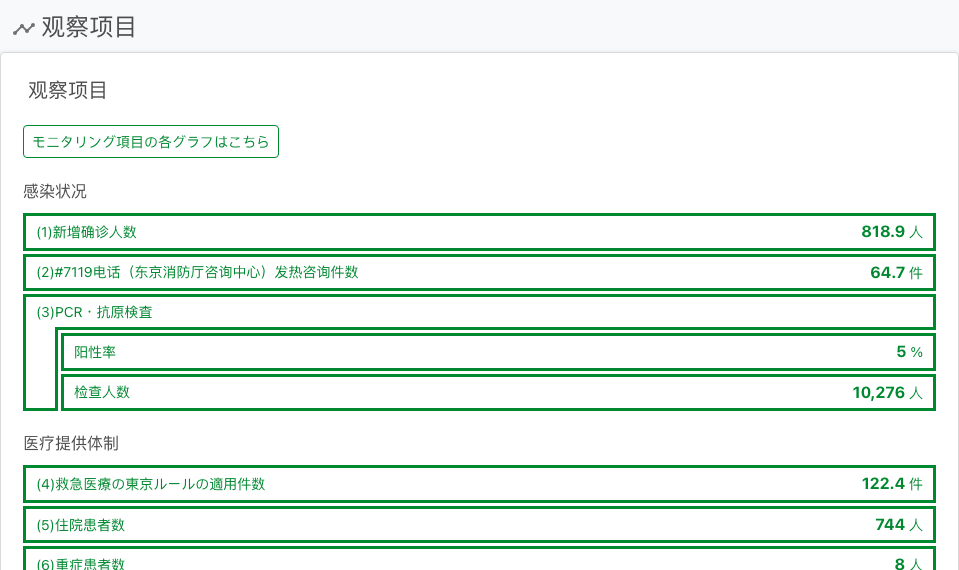 观察项目
观察项目
モニタリング項目の各グラフはこちら
感染状况
(1)新增确诊人数 818.9 人
(2)#7119电话（东京消防厅咨询中心）发热咨询件数 64.7 件
(3)PCR・抗原検査
阳性率 5 %
检查人数 10,276 人
医疗提供体制
(4)救急医療の東京ルールの適用件数 122.4 件
(5)住院患者数 744 人
(6)重症患者数 8 人